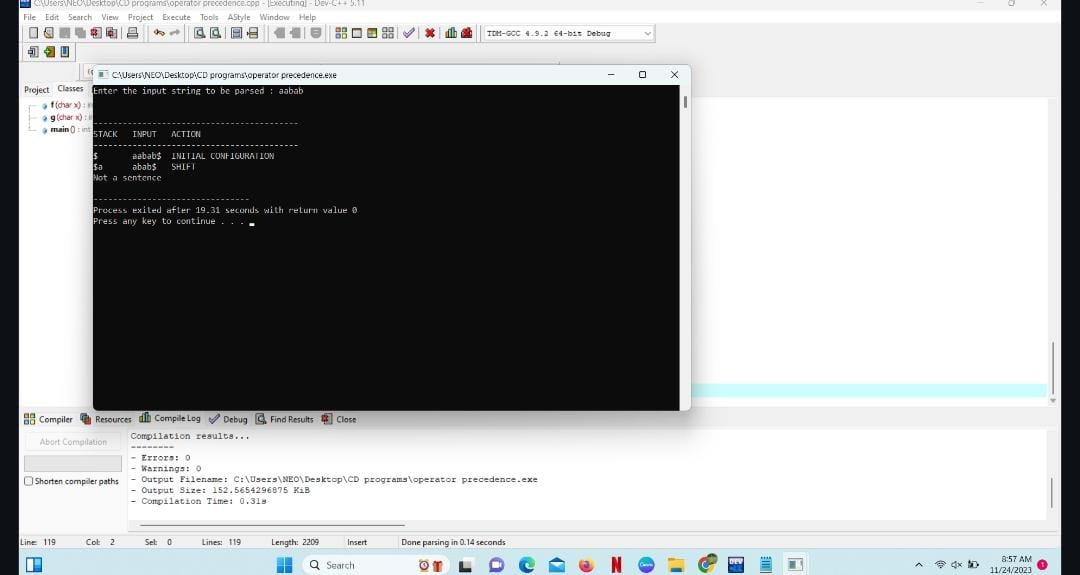 C:\Users\NEO\Desktop\CD programs\operator precedence.cpp - [Executing] - Dev-C++ 5.11
File Edit Search View Project Execute Tools AStyle Window Help
TDM-GCC 4.9.2 64-bit Debug
Project Classes
f (char x) :
g (char x) :
main () : int
C:\Users\NEO\Desktop\CD programs\operator precedence.exe
Enter the input string to be parsed : aabab
----------------------------------------
STACK INPUT ACTION
----------------------------------------
$ aabab$ INITIAL CONFIGURATION
$a abab$ SHIFT
Not a sentence
--------------------------------
Process exited after 19.31 seconds with return value 0
Press any key to continue . . .
Compiler Resources Compile Log Debug Find Results Close
Abort Compilation
Shorten compiler paths
Compilation results...
--------
- Errors: 0
- Warnings: 0
- Output Filename: C:\Users\NEO\Desktop\CD programs\operator precedence.exe
- Output Size: 152.5654296875 KiB
- Compilation Time: 0.31s
Line: 119 Col: 2 Sel: 0 Lines: 119 Length: 2209 Insert Done parsing in 0.14 seconds
Search
DEV
8:57 AM
11/24/2023
1